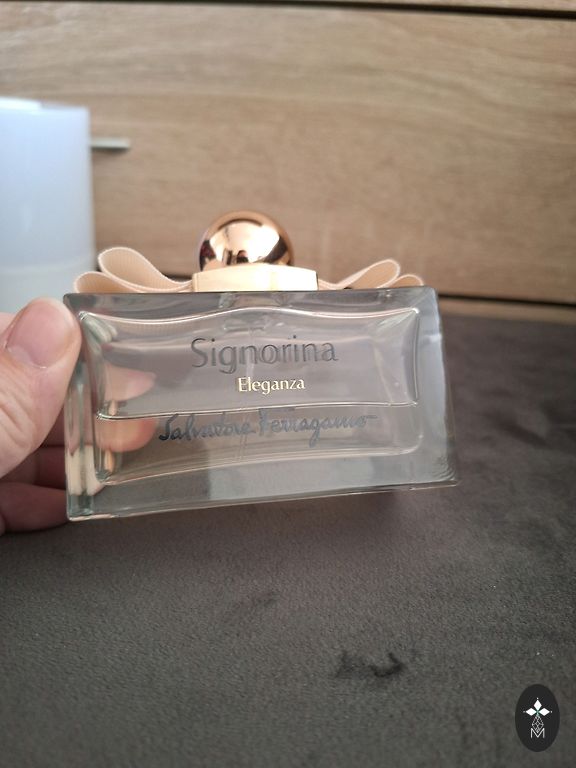 Signorina
Eleganza
Salvatore Ferragamo
M